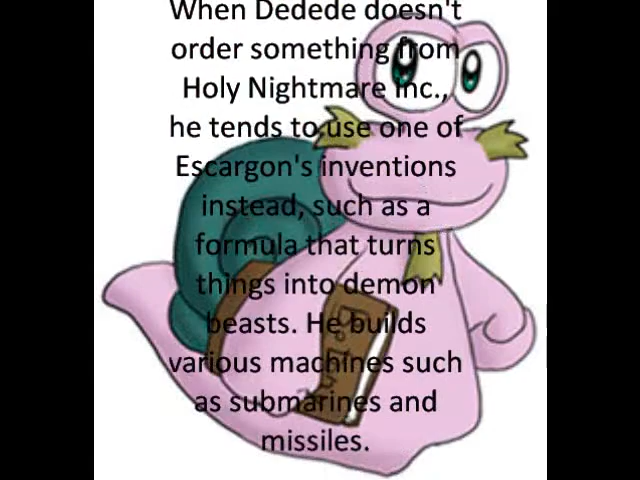 When Dedede doesn't
order something from
Holy Nightmare Inc.,
he tends to use one of
Escargon's inventions
instead, such as a
formula that turns
things into demon
beasts. He builds
various machines such
as submarines and
missiles.